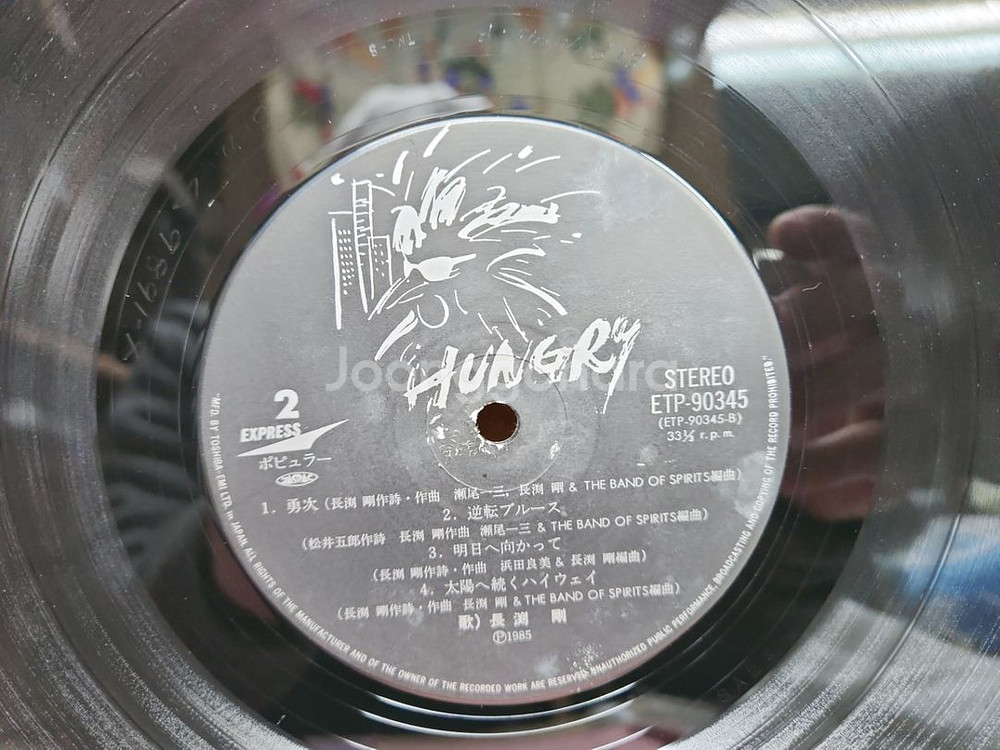 HUNGRY
Joonggonara
STEREO
ETP-90345
(ETP-90345-B)
33⅓ r.p.m.
2
EXPRESS
ポピュラー
1. 勇次 (長渕 剛作詩・作曲 瀬尾一三, 長渕 剛 & THE BAND OF SPIRITS編曲)
2. 逆転ブルース
(松井五郎作詩 長渕 剛作曲 瀬尾一三 & THE BAND OF SPIRITS編曲)
3. 明日へ向かって
(長渕 剛作詩・作曲 浜田良美 & 長渕 剛編曲)
4. 太陽へ続くハイウェイ
(長渕 剛作詩・作曲 長渕 剛 & THE BAND OF SPIRITS編曲)
歌) 長渕 剛
Ⓟ1985
"MFD. BY TOSHIBA EMI LTD. IN JAPAN ALL RIGHTS OF THE MANUFACTURER AND OF THE OWNER OF THE RECORDED WORK ARE RESERVED. UNAUTHORIZED PUBLIC PERFORMANCE, BROADCASTING AND COPYING OF THE RECORD PROHIBITED."